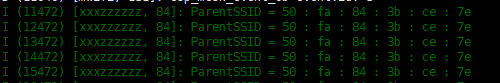 I (11472) [xxxzzzzzz, 84]: ParentSSID = 50 : fa : 84 : 3b : ce : 7e
I (12472) [xxxzzzzzz, 84]: ParentSSID = 50 : fa : 84 : 3b : ce : 7e
I (13472) [xxxzzzzzz, 84]: ParentSSID = 50 : fa : 84 : 3b : ce : 7e
I (14472) [xxxzzzzzz, 84]: ParentSSID = 50 : fa : 84 : 3b : ce : 7e
I (15472) [xxxzzzzzz, 84]: ParentSSID = 50 : fa : 84 : 3b : ce : 7e